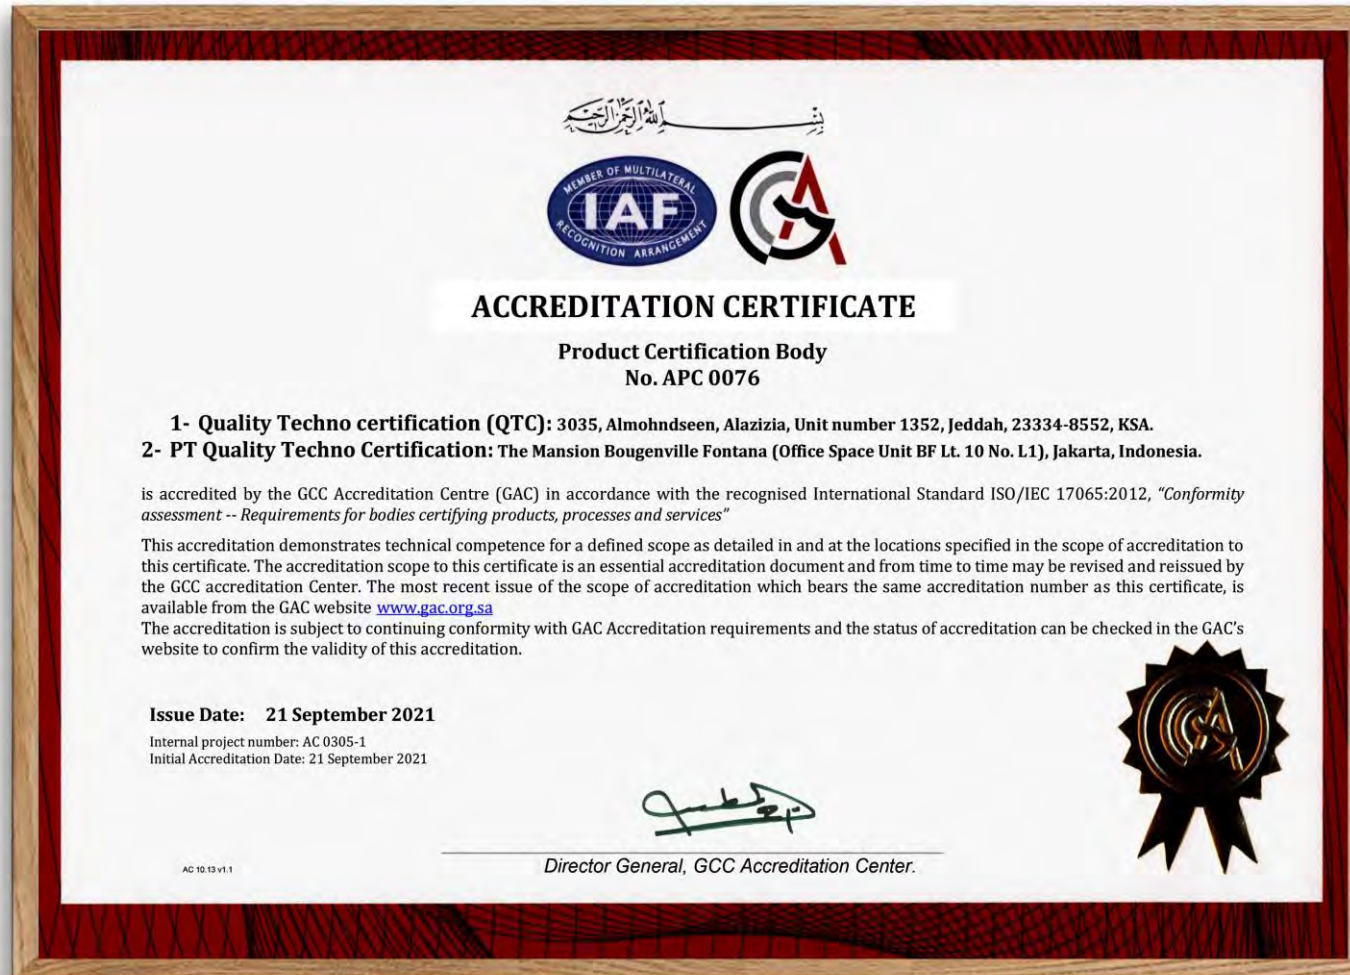 بِسْمِ اللَّهِ الرَّحْمَٰنِ الرَّحِيمِ
MEMBER OF MULTILATERAL
IAF
RECOGNITION ARRANGEMENT
ACCREDITATION CERTIFICATE
Product Certification Body
No. APC 0076
1- Quality Techno certification (QTC): 3035, Almohndseen, Alazizia, Unit number 1352, Jeddah, 23334-8552, KSA.
2- PT Quality Techno Certification: The Mansion Bougenville Fontana (Office Space Unit BF Lt. 10 No. L1), Jakarta, Indonesia.
is accredited by the GCC Accreditation Centre (GAC) in accordance with the recognised International Standard ISO/IEC 17065:2012, “Conformity
assessment -- Requirements for bodies certifying products, processes and services”
This accreditation demonstrates technical competence for a defined scope as detailed in and at the locations specified in the scope of accreditation to
this certificate. The accreditation scope to this certificate is an essential accreditation document and from time to time may be revised and reissued by
the GCC accreditation Center. The most recent issue of the scope of accreditation which bears the same accreditation number as this certificate, is
available from the GAC website www.gac.org.sa
The accreditation is subject to continuing conformity with GAC Accreditation requirements and the status of accreditation can be checked in the GAC’s
website to confirm the validity of this accreditation.
Issue Date: 21 September 2021
Internal project number: AC 0305-1
Initial Accreditation Date: 21 September 2021
Director General, GCC Accreditation Center.
AC 10.13 v1.1